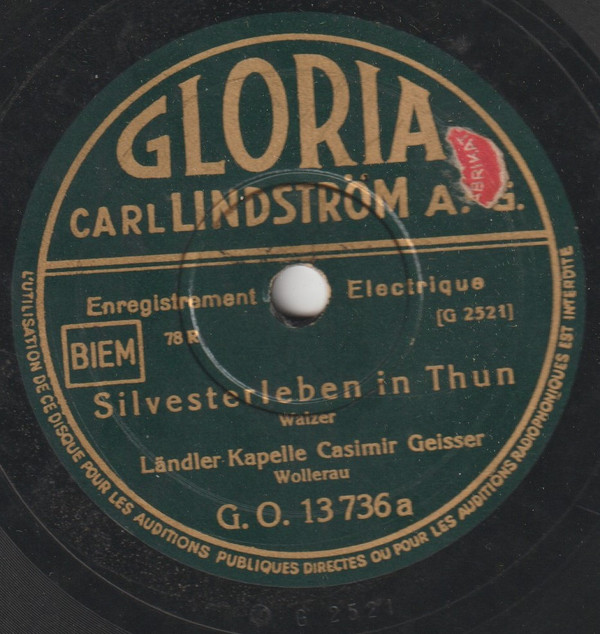 GLORIA
CARL LINDSTRÖM A. G.
BRIKA
Enregistrement Electrique
78 R [G 2521]
BIEM
Silvesterleben in Thun
Walzer
Ländler-Kapelle Casimir Geisser
Wollerau
G. O. 13 736 a
L'UTILISATION DE CE DISQUE POUR LES AUDITIONS PUBLIQUES DIRECTES OU POUR LES AUDITIONS RADIOPHONIQUES EST INTERDITE
G 2521